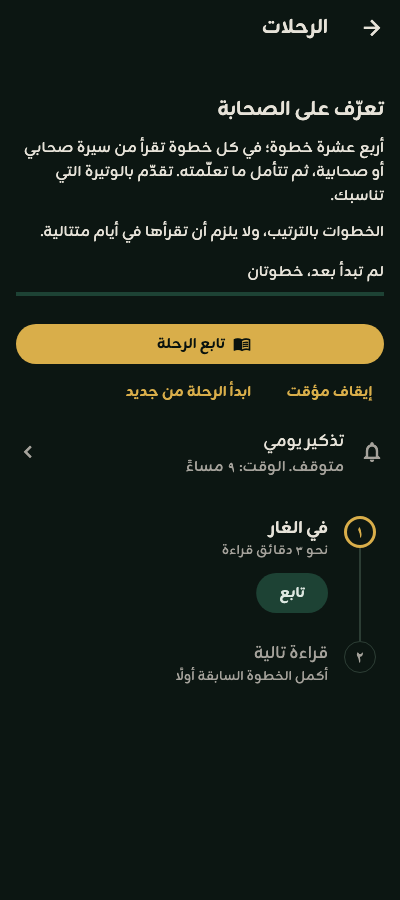 الرحلات
تعرّف على الصحابة
أربع عشرة خطوة؛ في كل خطوة تقرأ من سيرة صحابي
أو صحابية، ثم تتأمل ما تعلّمته. تقدّم بالوتيرة التي
تناسبك.
الخطوات بالترتيب، ولا يلزم أن تقرأها في أيام متتالية.
لم تبدأ بعد، خطوتان
تابع الرحلة
إيقاف مؤقت
ابدأ الرحلة من جديد
تذكير يومي
متوقف. الوقت: ٩ مساءً
١
في الغار
نحو ٣ دقائق قراءة
تابع
٢
قراءة تالية
أكمل الخطوة السابقة أولًا